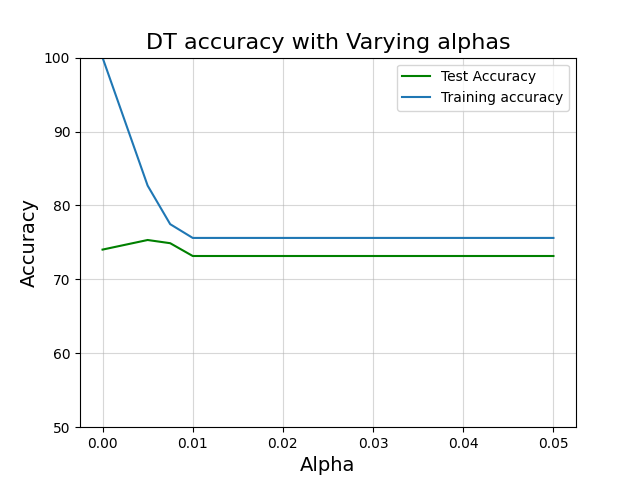 DT accuracy with Varying alphas
100
90
80
70
60
50
Accuracy
Test Accuracy
Training accuracy
0.00 0.01 0.02 0.03 0.04 0.05
Alpha